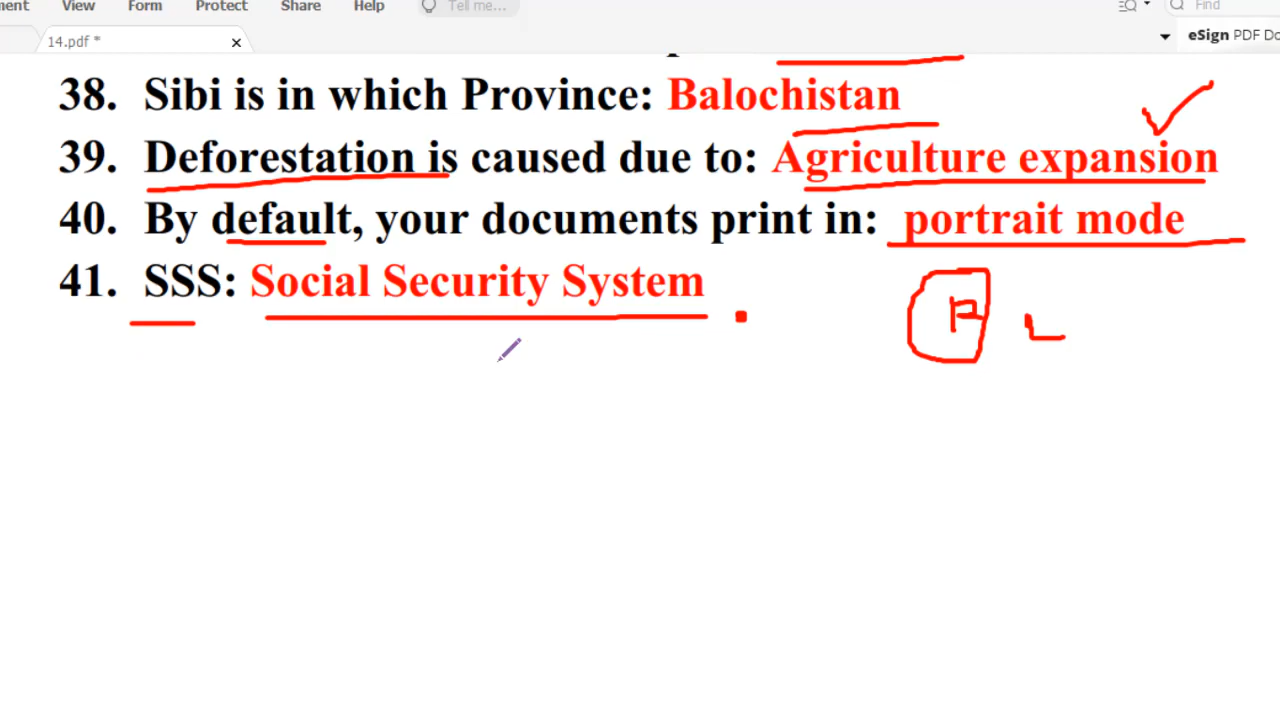 ment View Form Protect Share Help Tell me... Find
14.pdf * × eSign PDF Do
38. Sibi is in which Province: Balochistan
39. Deforestation is caused due to: Agriculture expansion
40. By default, your documents print in: portrait mode
41. SSS: Social Security System
P L